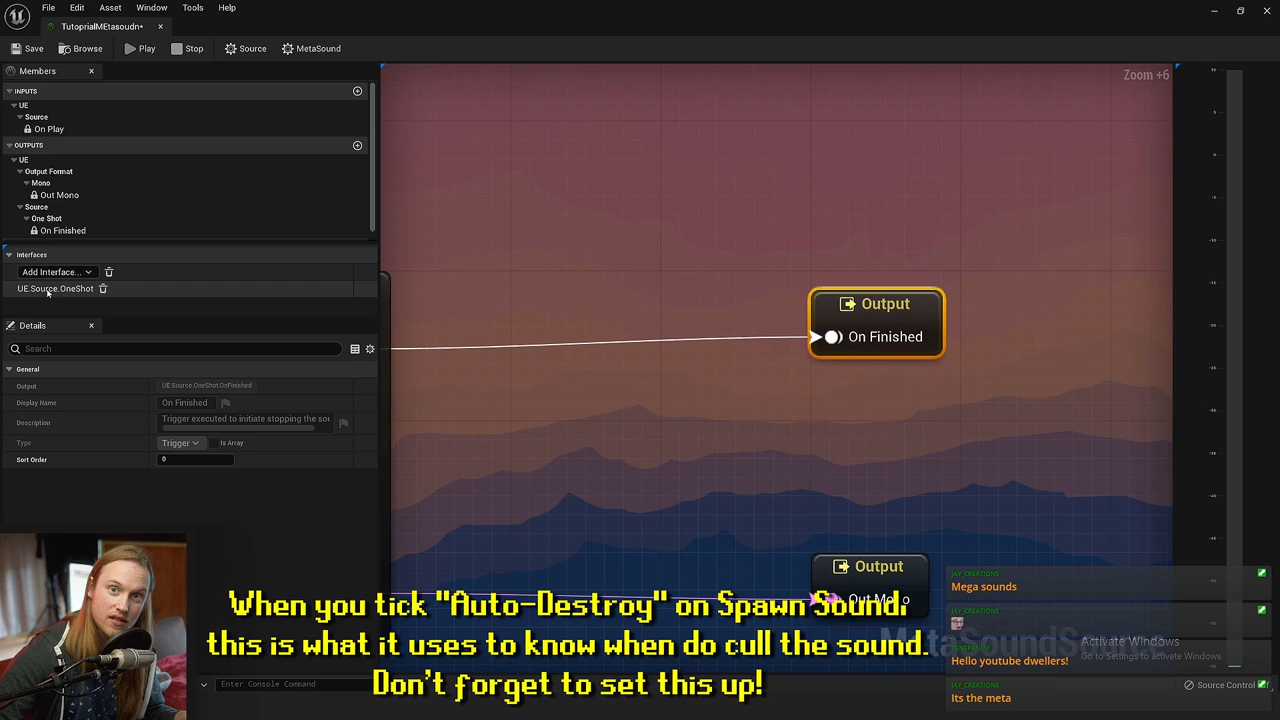 File Edit Asset Window Tools Help
TutoprialMEtasoudn*
Save Browse Play Stop Source MetaSound
Members
INPUTS
UE
Source
On Play
OUTPUTS
UE
Output Format
Mono
Out Mono
Source
One Shot
On Finished
Interfaces
Add Interface...
UE.Source.OneShot
Details
Search
General
Output UE.Source.OneShot.OnFinished
Display Name On Finished
Description Trigger executed to initiate stopping the sou
Type Trigger Is Array
Sort Order 0
Zoom +6
Output
On Finished
Output
Out Mono
When you tick "Auto-Destroy" on Spawn Sound,
this is what it uses to know when do cull the sound.
Don't forget to set this up!
Enter Console Command
JAY_CREATIONS
Mega sounds
JAY_CREATIONS
Hello youtube dwellers!
JAY_CREATIONS
Its the meta
Activate Windows
Go to Settings to activate Windows.
Source Control